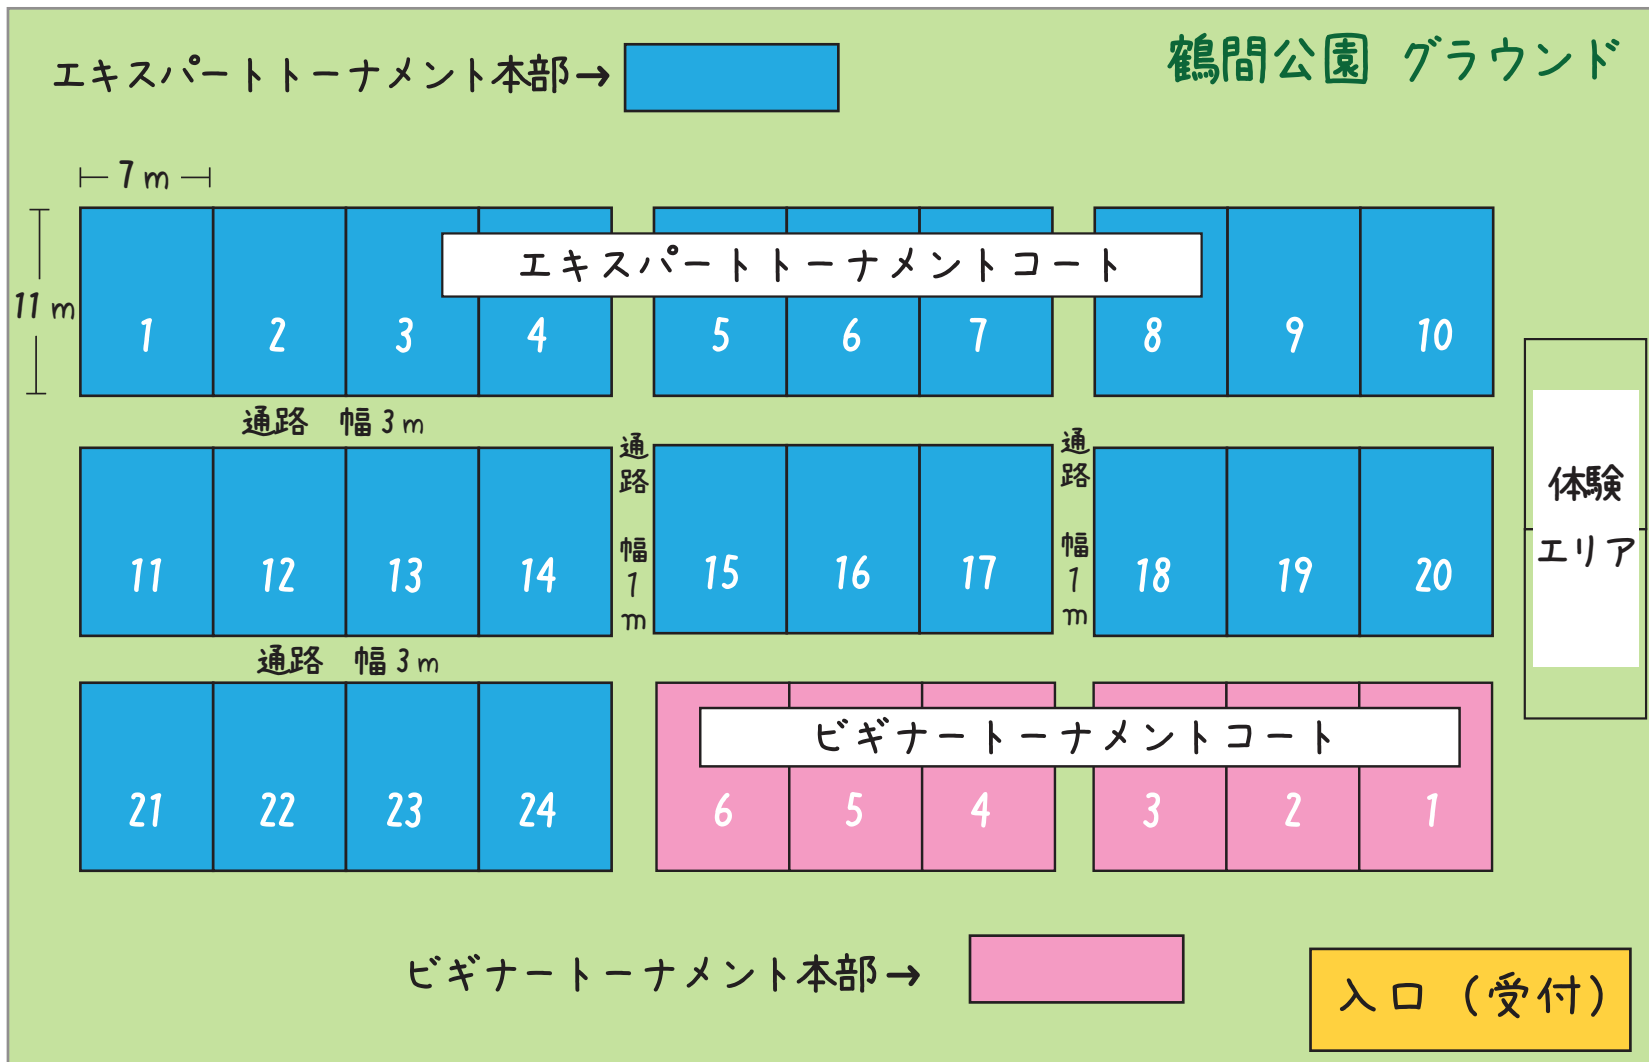 エキスパートトーナメント本部→
鶴間公園 グラウンド
7m
11m
エキスパートトーナメントコート
1 2 3 4 5 6 7 8 9 10
通路 幅3m
通路 幅1m
通路 幅1m
体験
エリア
11 12 13 14 15 16 17 18 19 20
通路 幅3m
ビギナートーナメントコート
21 22 23 24 6 5 4 3 2 1
ビギナートーナメント本部→
入口（受付）